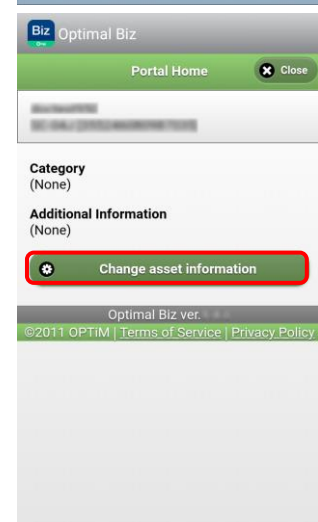 Biz
Optimal Biz
Portal Home
Close
Category
(None)
Additional Information
(None)
Change asset information
Optimal Biz ver.
©2011 OPTiM | Terms of Service | Privacy Policy